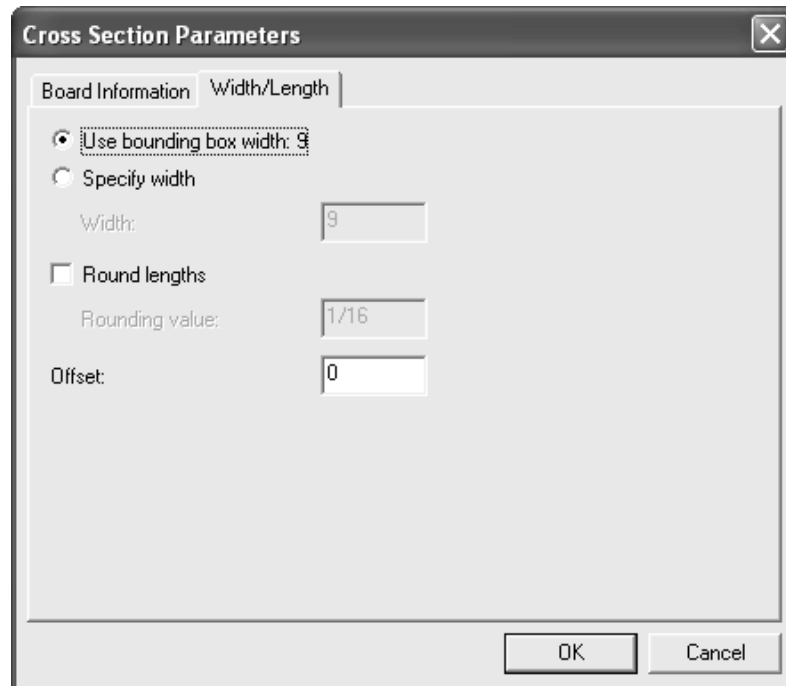 Cross Section Parameters
Board Information Width/Length
Use bounding box width: 9
Specify width
Width: 9
Round lengths
Rounding value: 1/16
Offset: 0
OK Cancel